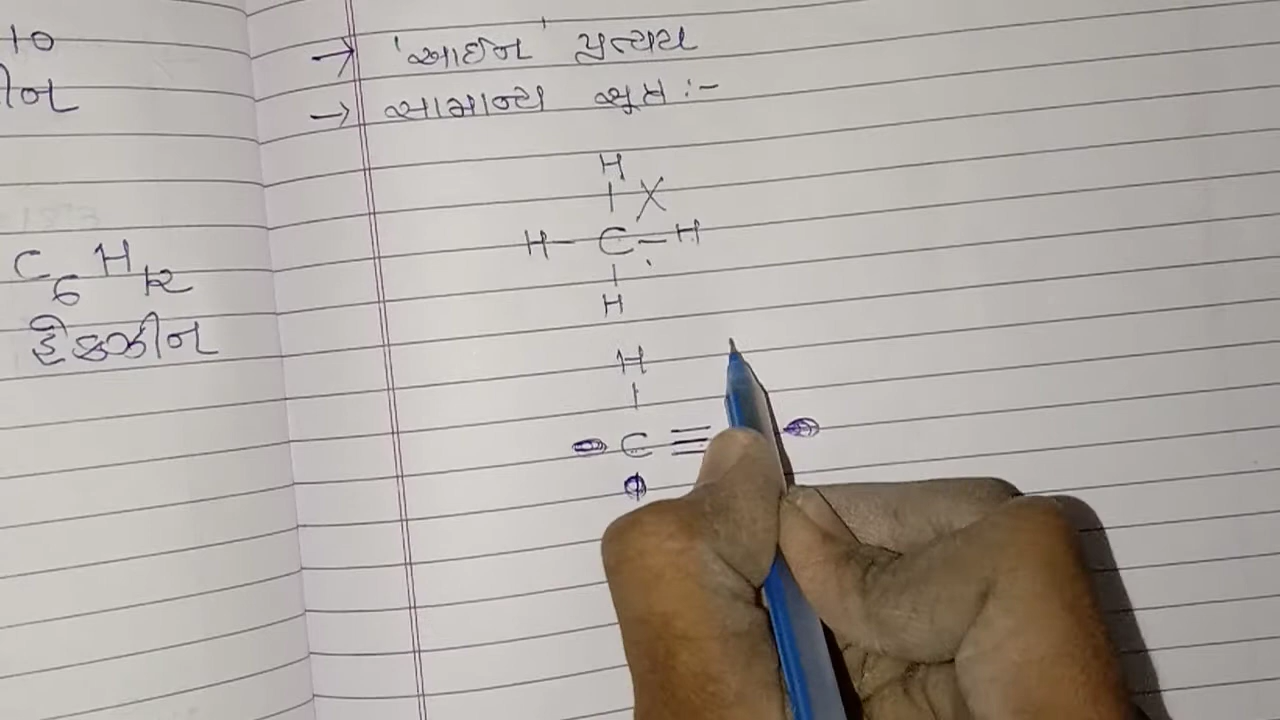 10
ીન
C6H12
હેક્ઝીન
→ 'આઈન' પ્રત્યય
→ સામાન્ય સૂત્ર :-
H
X
H - C - H
H
H
C ≡